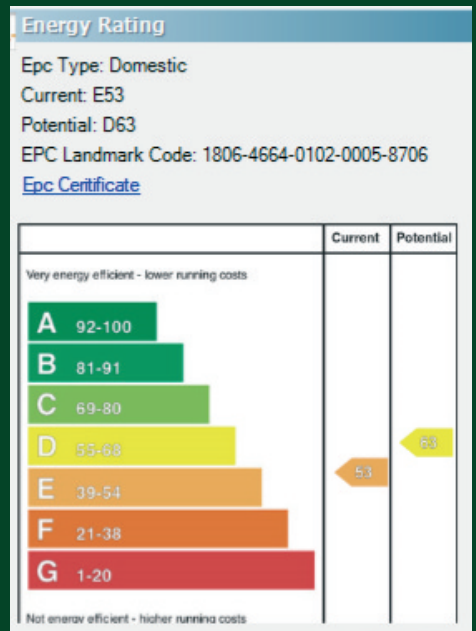 Energy Rating
Epc Type: Domestic
Current: E53
Potential: D63
EPC Landmark Code: 1806-4664-0102-0005-8706
Epc Ceritificate
Current Potential
Very energy efficient - lower running costs
A 92-100
B 81-91
C 69-80
D 55-68
63
E 39-54
53
F 21-38
G 1-20
Not energy efficient - higher running costs